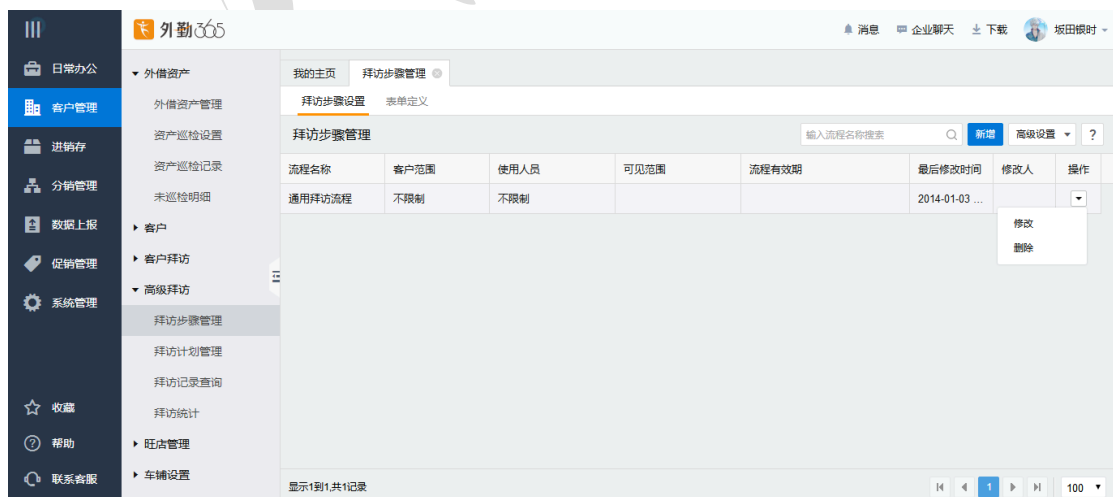 外勤365
消息 企业聊天 下载 坂田银时
日常办公
客户管理
进销存
分销管理
数据上报
促销管理
系统管理
收藏
帮助
联系客服
外借资产
外借资产管理
资产巡检设置
资产巡检记录
未巡检明细
客户
客户拜访
高级拜访
拜访步骤管理
拜访计划管理
拜访记录查询
拜访统计
旺店管理
车辅设置
我的主页 拜访步骤管理
拜访步骤设置 表单定义
拜访步骤管理 输入流程名称搜索 新增 高级设置 ?
流程名称 客户范围 使用人员 可见范围 流程有效期 最后修改时间 修改人 操作
通用拜访流程 不限制 不限制 2014-01-03 ...
修改
删除
显示1到1,共1记录 1 100